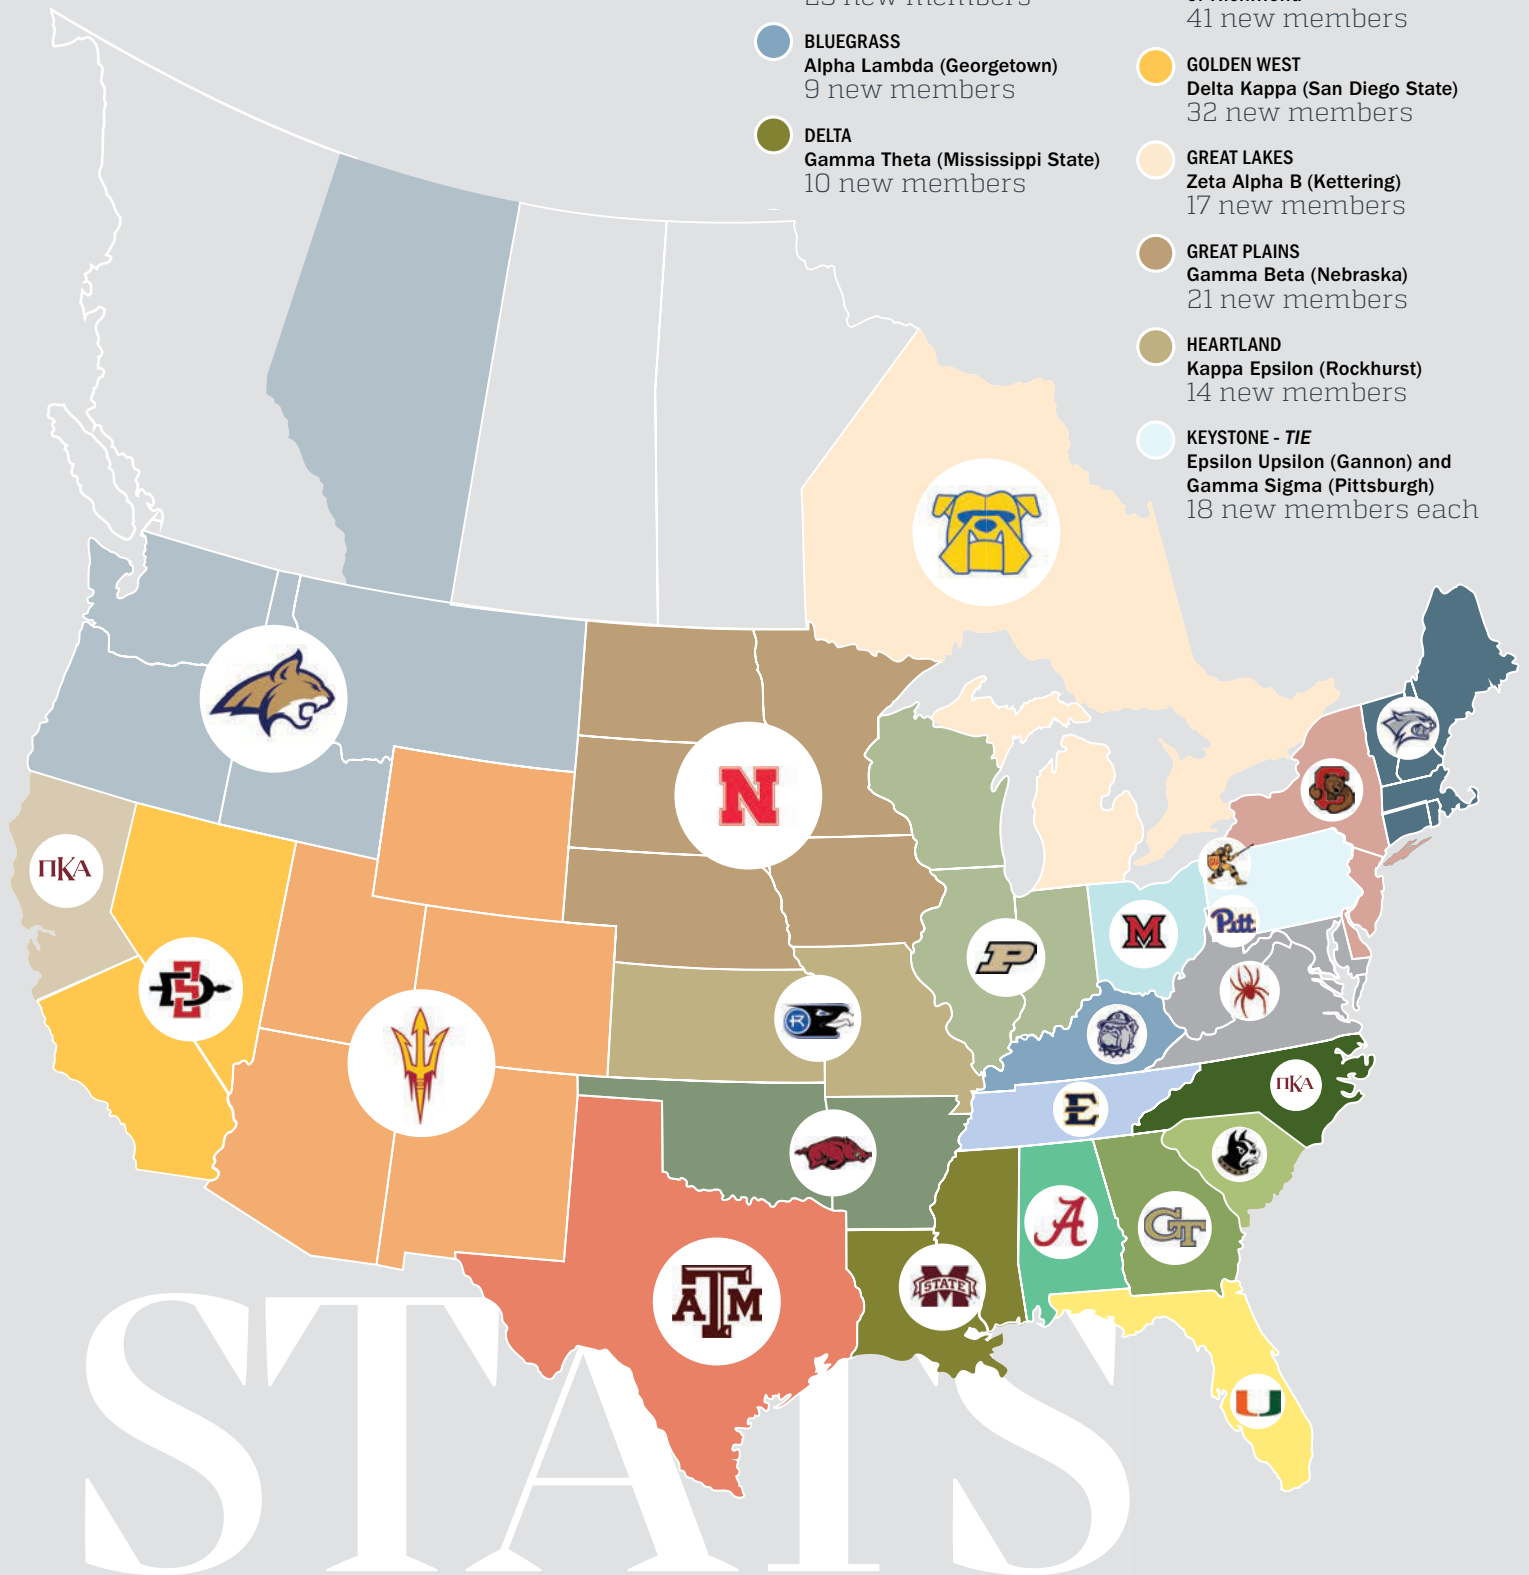 BLUEGRASS
Alpha Lambda (Georgetown)
9 new members
DELTA
Gamma Theta (Mississippi State)
10 new members
41 new members
GOLDEN WEST
Delta Kappa (San Diego State)
32 new members
GREAT LAKES
Zeta Alpha B (Kettering)
17 new members
GREAT PLAINS
Gamma Beta (Nebraska)
21 new members
HEARTLAND
Kappa Epsilon (Rockhurst)
14 new members
KEYSTONE - TIE
Epsilon Upsilon (Gannon) and
Gamma Sigma (Pittsburgh)
18 new members each
N
C
ΠΚΑ
Pitt
M
P
SD
R
E
ΠΚΑ
A
GT
STATE
M
ATM
U
STATS